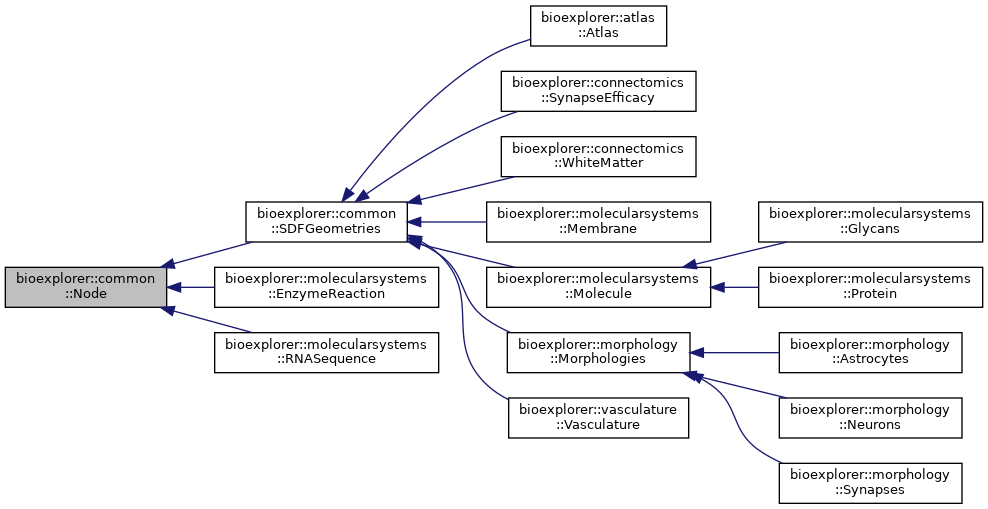 bioexplorer::atlas
::Atlas
bioexplorer::connectomics
::SynapseEfficacy
bioexplorer::connectomics
::WhiteMatter
bioexplorer::common
::SDFGeometries
bioexplorer::molecularsystems
::Membrane
bioexplorer::molecularsystems
::Glycans
bioexplorer::common
::Node
bioexplorer::molecularsystems
::EnzymeReaction
bioexplorer::molecularsystems
::Molecule
bioexplorer::molecularsystems
::Protein
bioexplorer::molecularsystems
::RNASequence
bioexplorer::morphology
::Morphologies
bioexplorer::morphology
::Astrocytes
bioexplorer::vasculature
::Vasculature
bioexplorer::morphology
::Neurons
bioexplorer::morphology
::Synapses